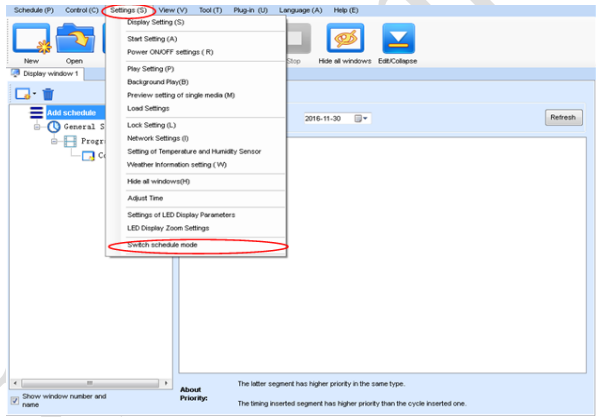 Schedule (P) Control (C) Settings (S) View (V) Tool (T) Plug-in (U) Language (A) Help (E)
Display Setting (S)
Start Setting (A)
Power ON/OFF settings ( R)
New Open Stop Hide all windows Edit/Collapse
Play Setting (P)
Display window 1
Background Play(B)
Preview setting of single media (M)
Load Settings
Add schedule
2016-11-30
Refresh
Lock Setting (L)
General S
Network Settings (I)
Progr
Setting of Temperature and Humidity Sensor
Co
Weather Information setting ( W)
Hide all windows(H)
Adjust Time
Settings of LED Display Parameters
LED Display Zoom Settings
Switch schedule mode
About Priority:
The latter segment has higher priority in the same type.
Show window number and name
The timing inserted segment has higher priority than the cycle inserted one.